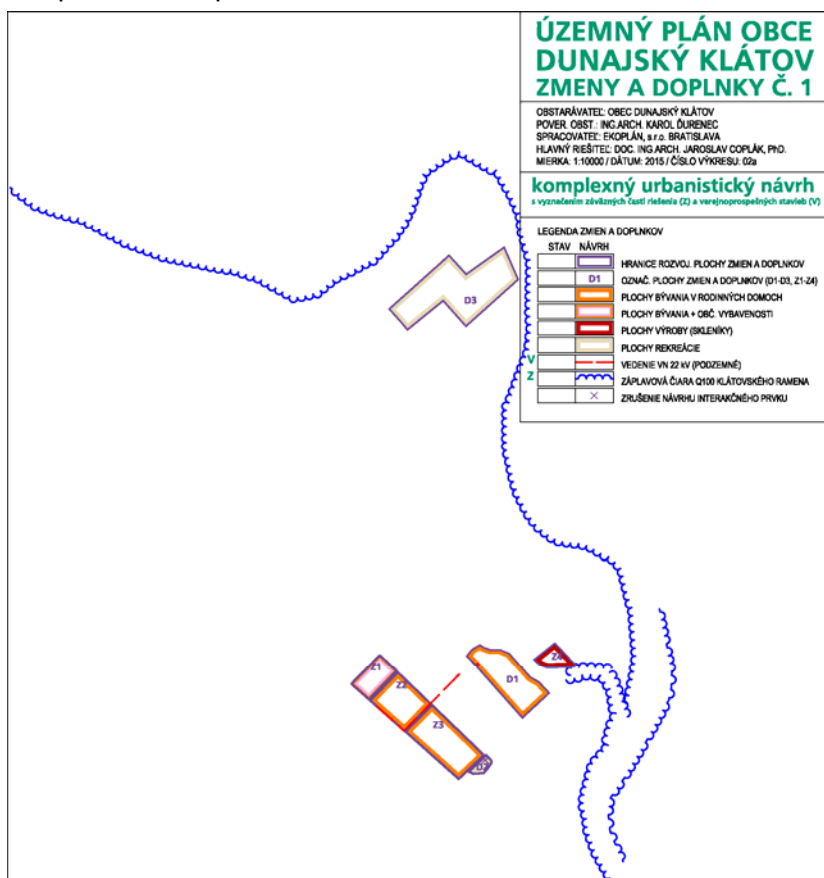 ÚZEMNÝ PLÁN OBCE
DUNAJSKÝ KLÁTOV
ZMENY A DOPLNKY Č. 1
OBSTARÁVATEĽ: OBEC DUNAJSKÝ KLÁTOV
POVER. OBST.: ING.ARCH. KAROL ĎURENEC
SPRACOVATEĽ: EKOPLÁN, s.r.o. BRATISLAVA
HLAVNÝ RIEŠITEĽ: DOC. ING.ARCH. JAROSLAV COPLÁK, PhD.
MIERKA: 1:10000 / DÁTUM: 2015 / ČÍSLO VÝKRESU: 02a
komplexný urbanistický návrh
s vyznačením záväzných častí riešenia (Z) a verejnoprospešných stavieb (V)
LEGENDA ZMIEN A DOPLNKOV
STAV NÁVRH
HRANICE ROZVOJ. PLOCHY ZMIEN A DOPLNKOV
D1 OZNAČ. PLOCHY ZMIEN A DOPLNKOV (D1-D3, Z1-Z4)
PLOCHY BÝVANIA V RODINNÝCH DOMOCH
PLOCHY BÝVANIA + OBČ. VYBAVENOSTI
PLOCHY VÝROBY (SKLENÍKY)
PLOCHY REKREÁCIE
V VEDENIE VN 22 kV (PODZEMNÉ)
Z ZÁPLAVOVÁ ČIARA Q100 KLÁTOVSKÉHO RAMENA
ZRUŠENIE NÁVRHU INTERAKČNÉHO PRVKU
D3
Z4
Z1
D1
Z2
Z3